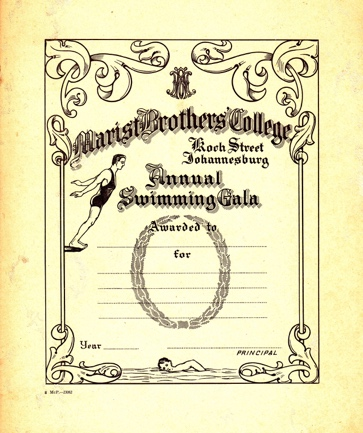 Marist Brothers' College
Koch Street
Johannesburg
Annual
Swimming Gala
Awarded to
for
Year
PRINCIPAL